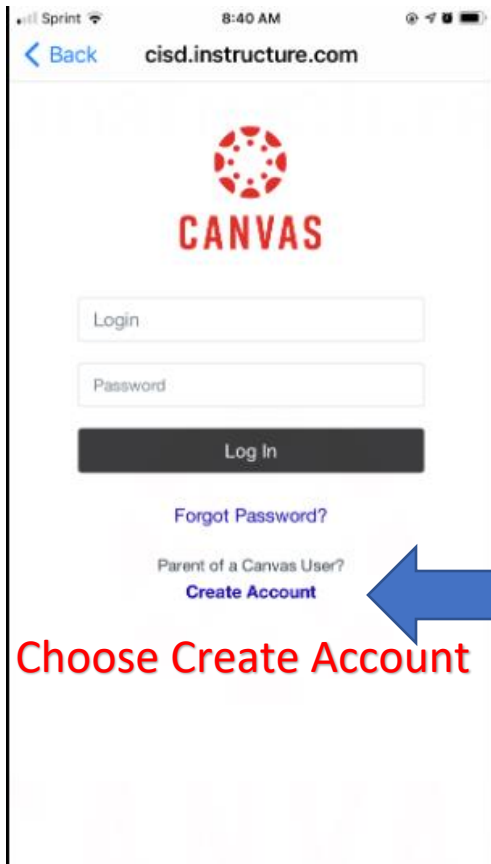 Sprint 8:40 AM
Back cisd.instructure.com
CANVAS
Login
Password
Log In
Forgot Password?
Parent of a Canvas User?
Create Account
Choose Create Account